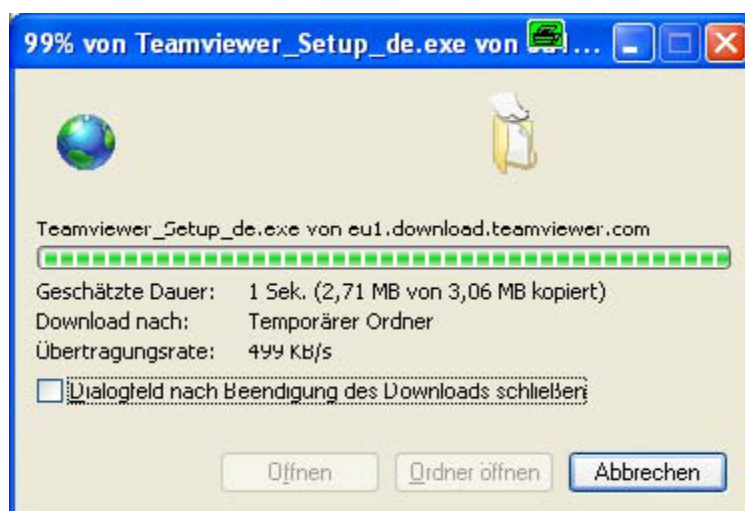 99% von Teamviewer_Setup_de.exe von ...
Teamviewer_Setup_de.exe von eu1.download.teamviewer.com
Geschätzte Dauer: 1 Sek. (2,71 MB von 3,06 MB kopiert)
Download nach: Temporärer Ordner
Übertragungsrate: 499 KB/s
Dialogfeld nach Beendigung des Downloads schließen
Öffnen Ordner öffnen Abbrechen